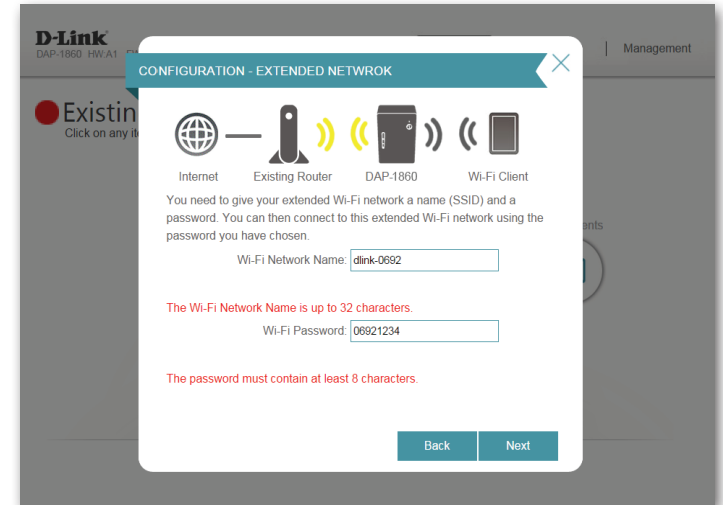 D-Link
DAP-1860 HW:A1
Management
CONFIGURATION - EXTENDED NETWROK
Existin
Click on any
Internet Existing Router DAP-1860 Wi-Fi Client
You need to give your extended Wi-Fi network a name (SSID) and a
password. You can then connect to this extended Wi-Fi network using the
password you have chosen.
ents
Wi-Fi Network Name: dlink-0692
The Wi-Fi Network Name is up to 32 characters.
Wi-Fi Password: 06921234
The password must contain at least 8 characters.
Back Next